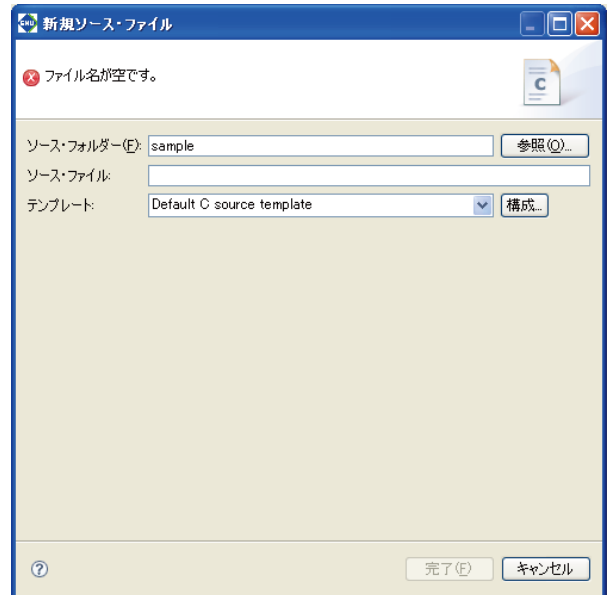 GNU 新規ソース・ファイル
ファイル名が空です。
C
ソース・フォルダー(F): sample 参照(O)...
ソース・ファイル:
テンプレート: Default C source template 構成...
? 完了(F) キャンセル